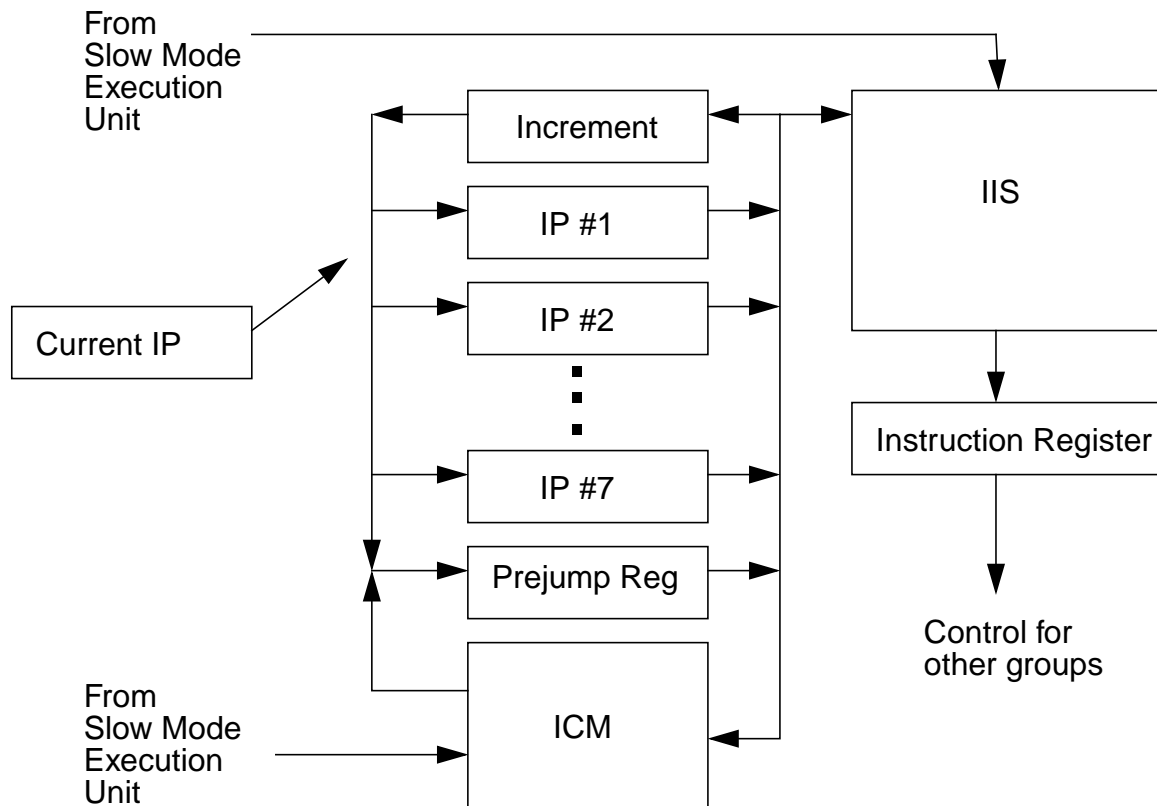 From
Slow Mode
Execution
Unit
Increment
IIS
IP #1
IP #2
Current IP
Instruction Register
IP #7
Prejump Reg
Control for
other groups
From
Slow Mode
Execution
Unit
ICM